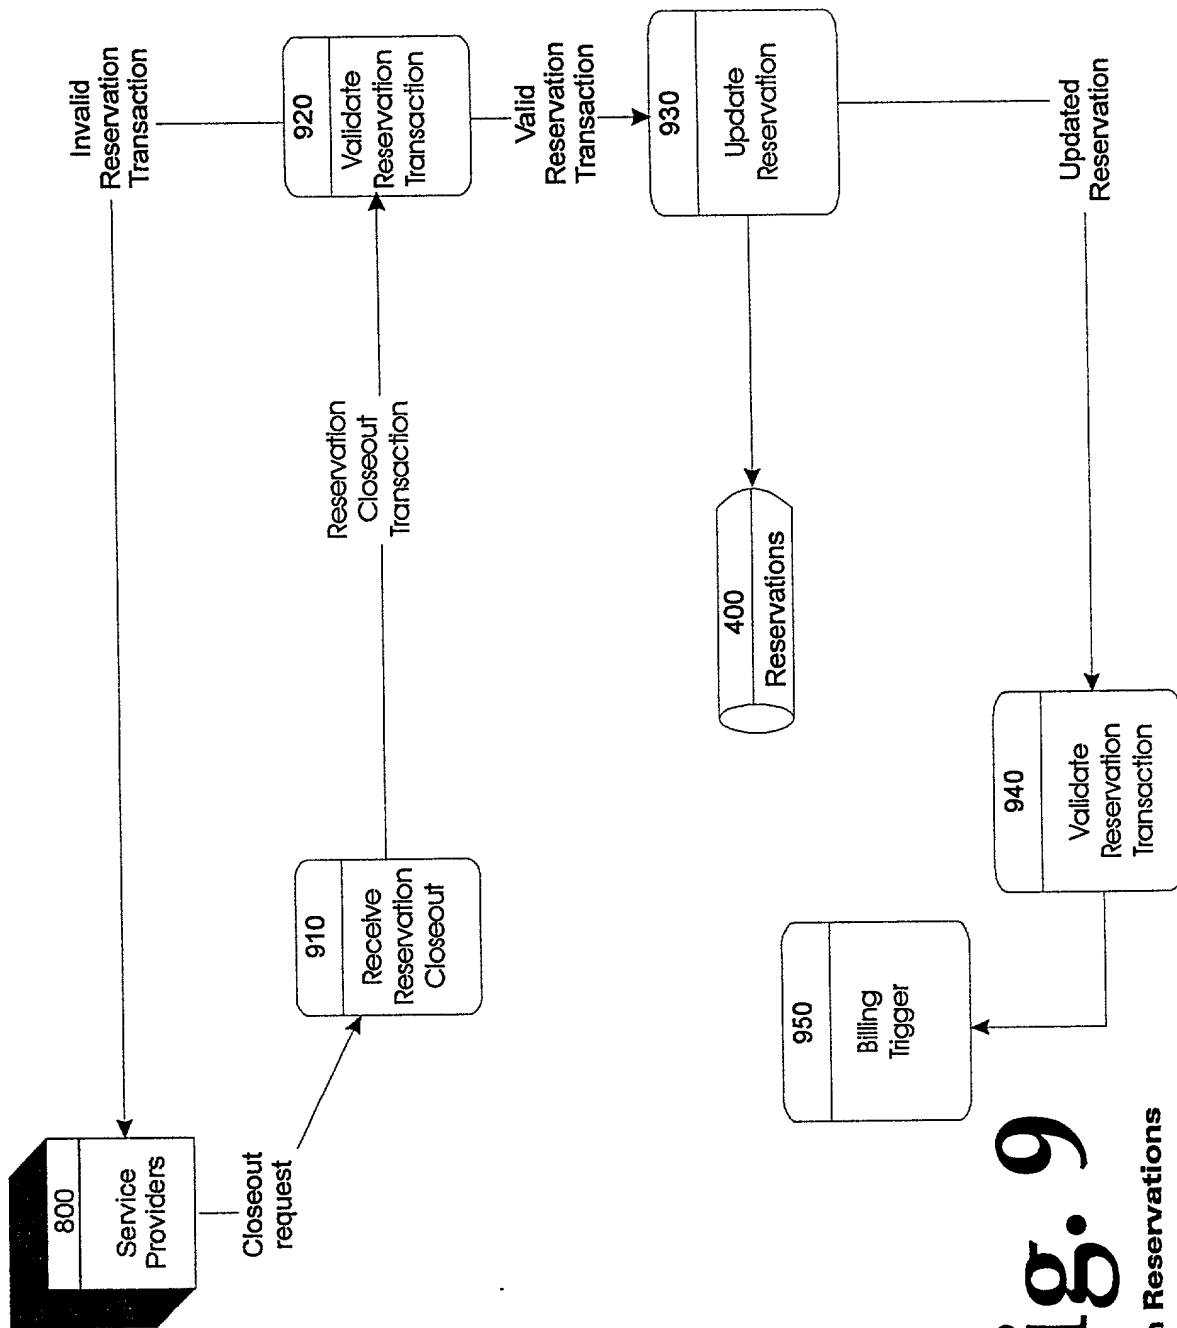 800
Service
Providers
Closeout
request
910
Receive
Reservation
Closeout
Reservation
Closeout
Transaction
920
Validate
Reservation
Transaction
Invalid
Reservation
Transaction
Valid
Reservation
Transaction
930
Update
Reservation
400
Reservations
Updated
Reservation
940
Validate
Reservation
Transaction
950
Billing
Trigger
ig. 9
Reservations